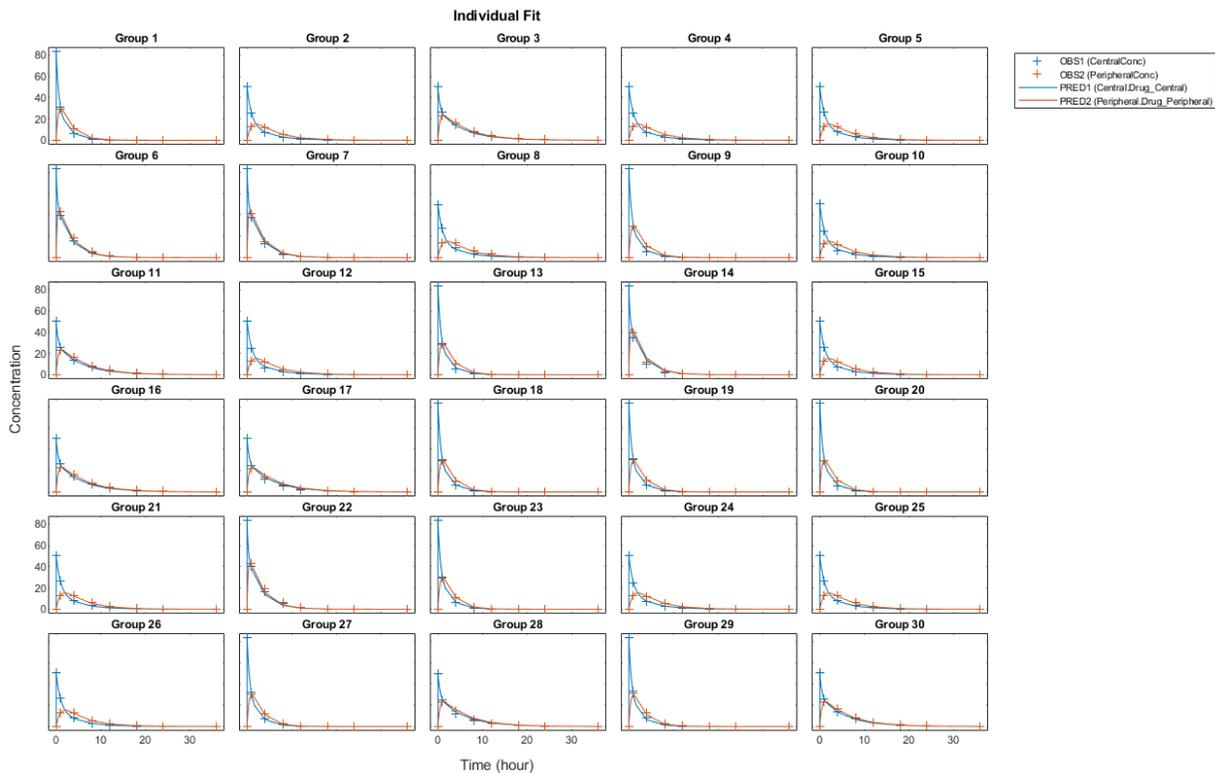 Individual Fit
Group 1 Group 2 Group 3 Group 4 Group 5
OBS1 (CentralConc)
OBS2 (PeripheralConc)
PRED1 (Central.Drug_Central)
PRED2 (Peripheral.Drug_Peripheral)
80
60
40
20
0
Group 6 Group 7 Group 8 Group 9 Group 10
Group 11 Group 12 Group 13 Group 14 Group 15
80
60
40
20
0
Concentration
Group 16 Group 17 Group 18 Group 19 Group 20
Group 21 Group 22 Group 23 Group 24 Group 25
80
60
40
20
0
Group 26 Group 27 Group 28 Group 29 Group 30
0 10 20 30 0 10 20 30 0 10 20 30
Time (hour)